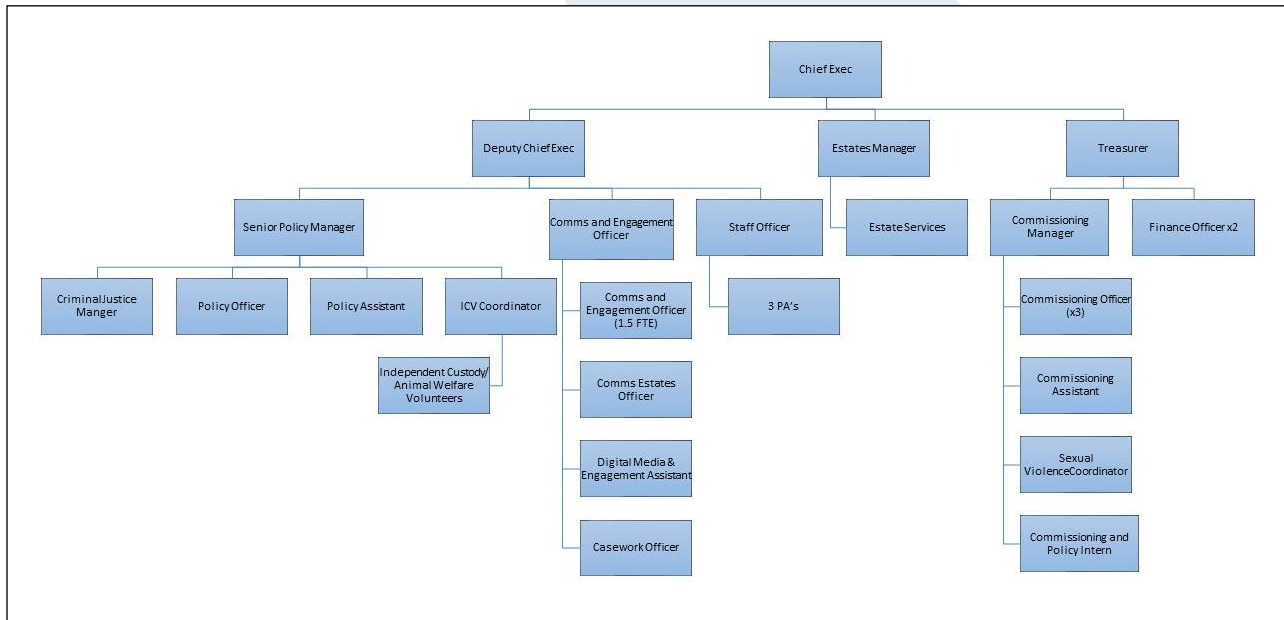 Chief Exec
Deputy Chief Exec
Estates Manager
Treasurer
Senior Policy Manager
Comms and Engagement
Officer
Staff Officer
Estate Services
Commissioning
Manager
Finance Officer x2
Criminal Justice
Manger
Policy Officer
Policy Assistant
ICV Coordinator
Comms and
Engagement Officer
(1.5 FTE)
3 PA's
Commissioning Officer
(x3)
Independent Custody/
Animal Welfare
Volunteers
Comms Estates
Officer
Commissioning
Assistant
Digital Media &
Engagement Assistant
Sexual
Violence Coordinator
Casework Officer
Commissioning and
Policy Intern